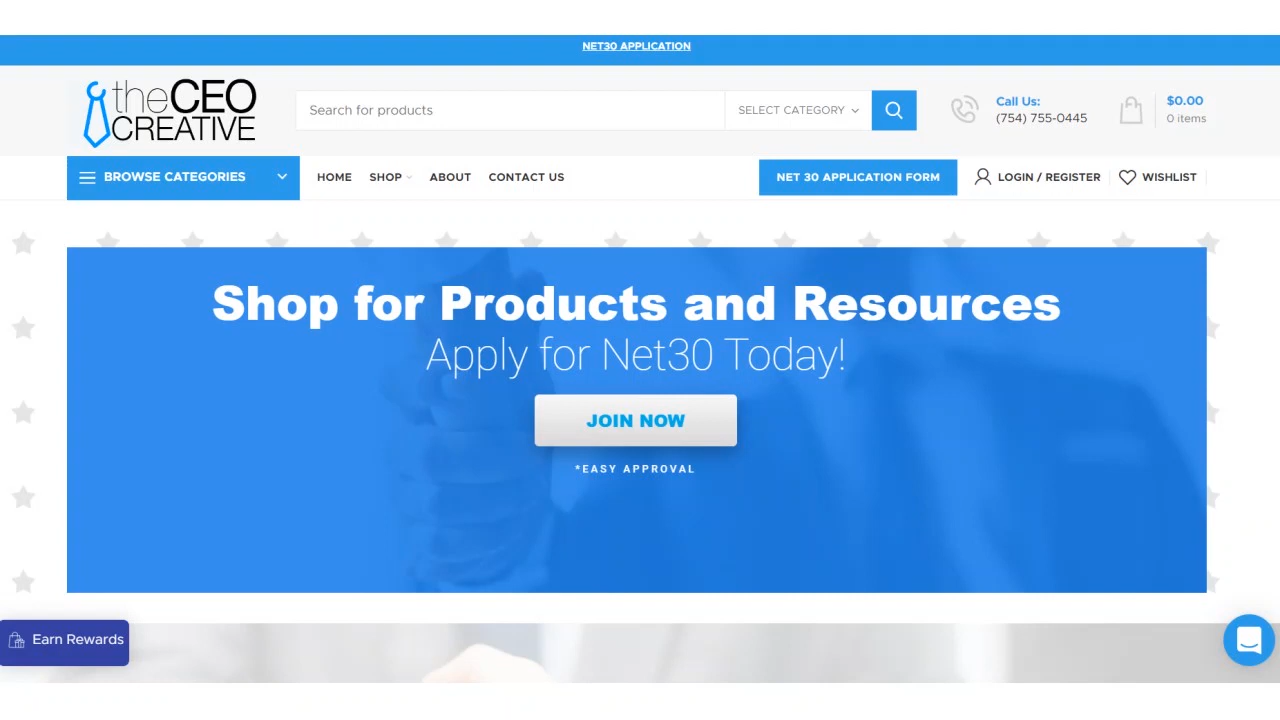 NET30 APPLICATION
theCEO
CREATIVE
Search for products
SELECT CATEGORY
Call Us:
(754) 755-0445
$0.00
0 items
BROWSE CATEGORIES
HOME
SHOP
ABOUT
CONTACT US
NET 30 APPLICATION FORM
LOGIN / REGISTER
WISHLIST
Shop for Products and Resources
Apply for Net30 Today!
JOIN NOW
*EASY APPROVAL
Earn Rewards